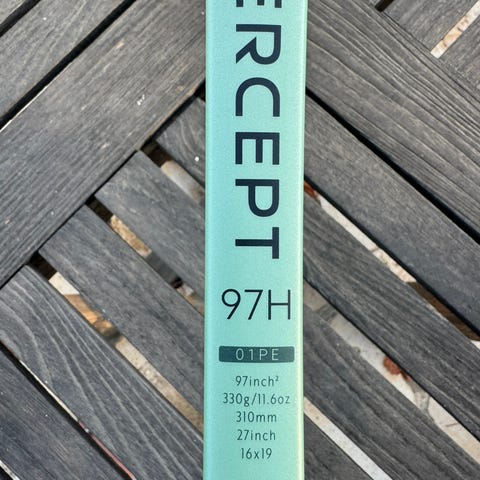 ERCEPT
97H
01PE
97inch²
330g/11.6oz
310mm
27inch
16x19